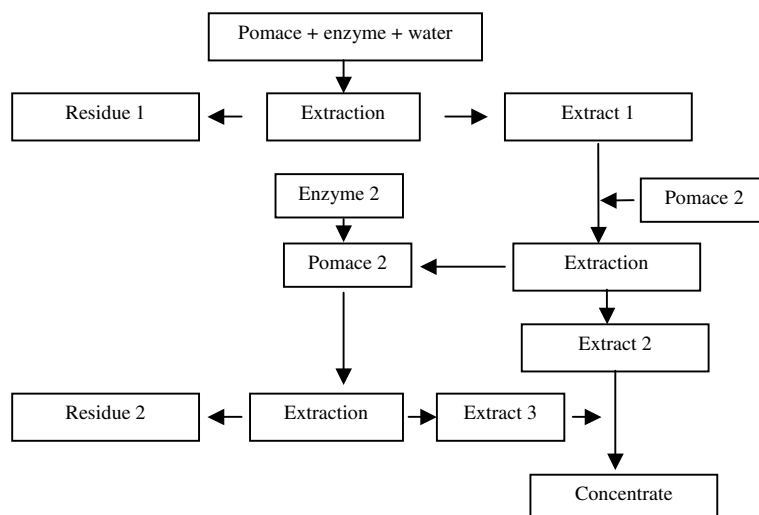 Pomace + enzyme + water
Residue 1
Extraction
Extract 1
Enzyme 2
Pomace 2
Pomace 2
Extraction
Extract 2
Residue 2
Extraction
Extract 3
Concentrate